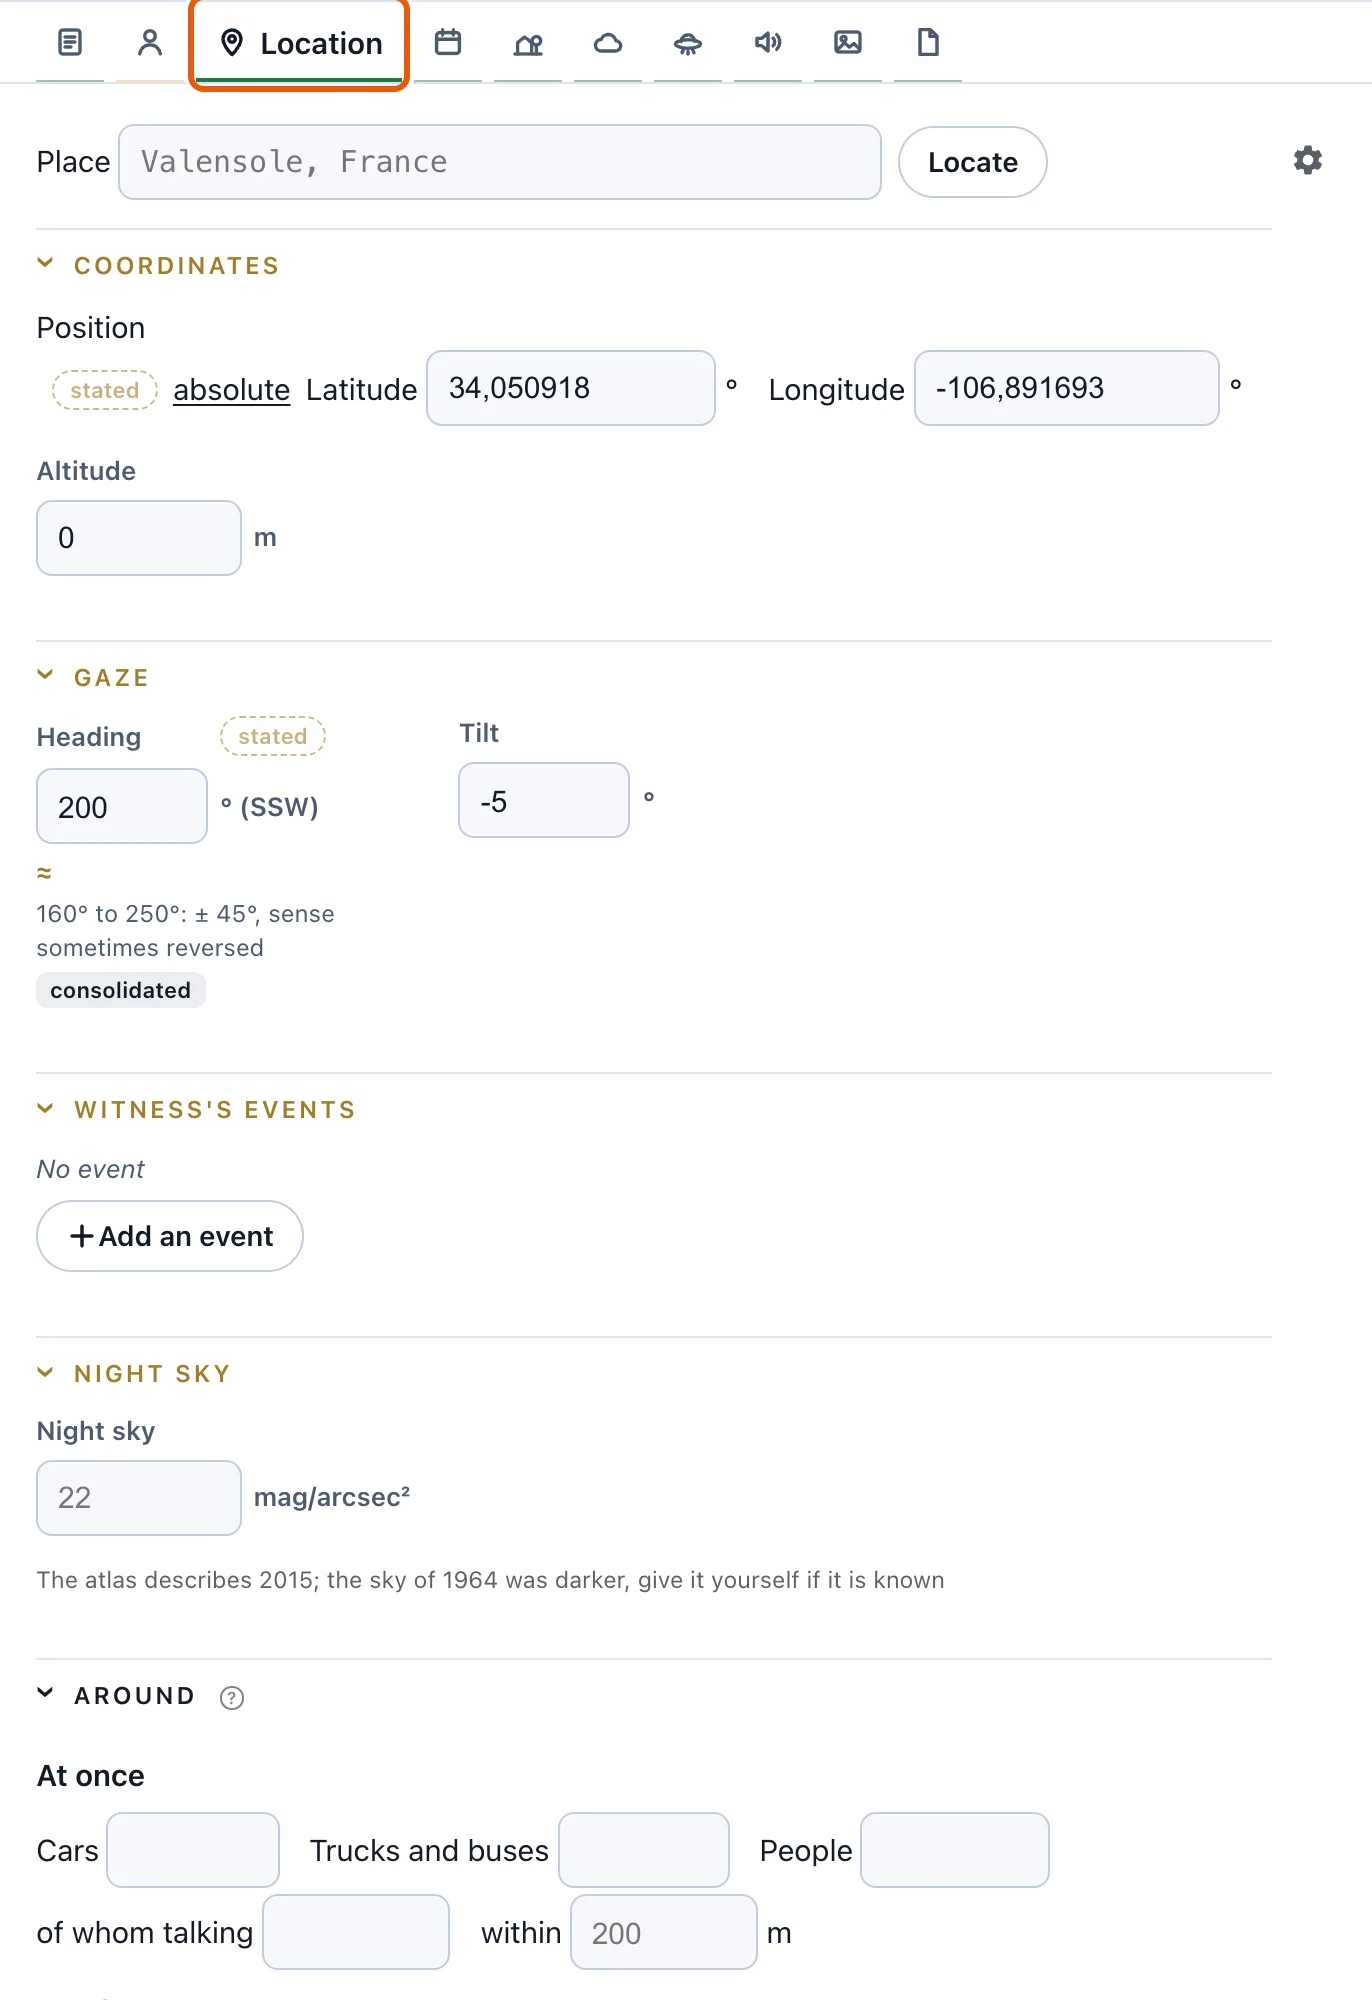 Location
Place Valensole, France Locate
COORDINATES
Position
stated absolute Latitude 34,050918 ° Longitude -106,891693 °
Altitude
0 m
GAZE
Heading stated Tilt
200 ° (SSW) -5 °
≈
160° to 250°: ± 45°, sense
sometimes reversed
consolidated
WITNESS'S EVENTS
No event
+Add an event
NIGHT SKY
Night sky
22 mag/arcsec²
The atlas describes 2015; the sky of 1964 was darker, give it yourself if it is known
AROUND ?
At once
Cars Trucks and buses People
of whom talking within 200 m